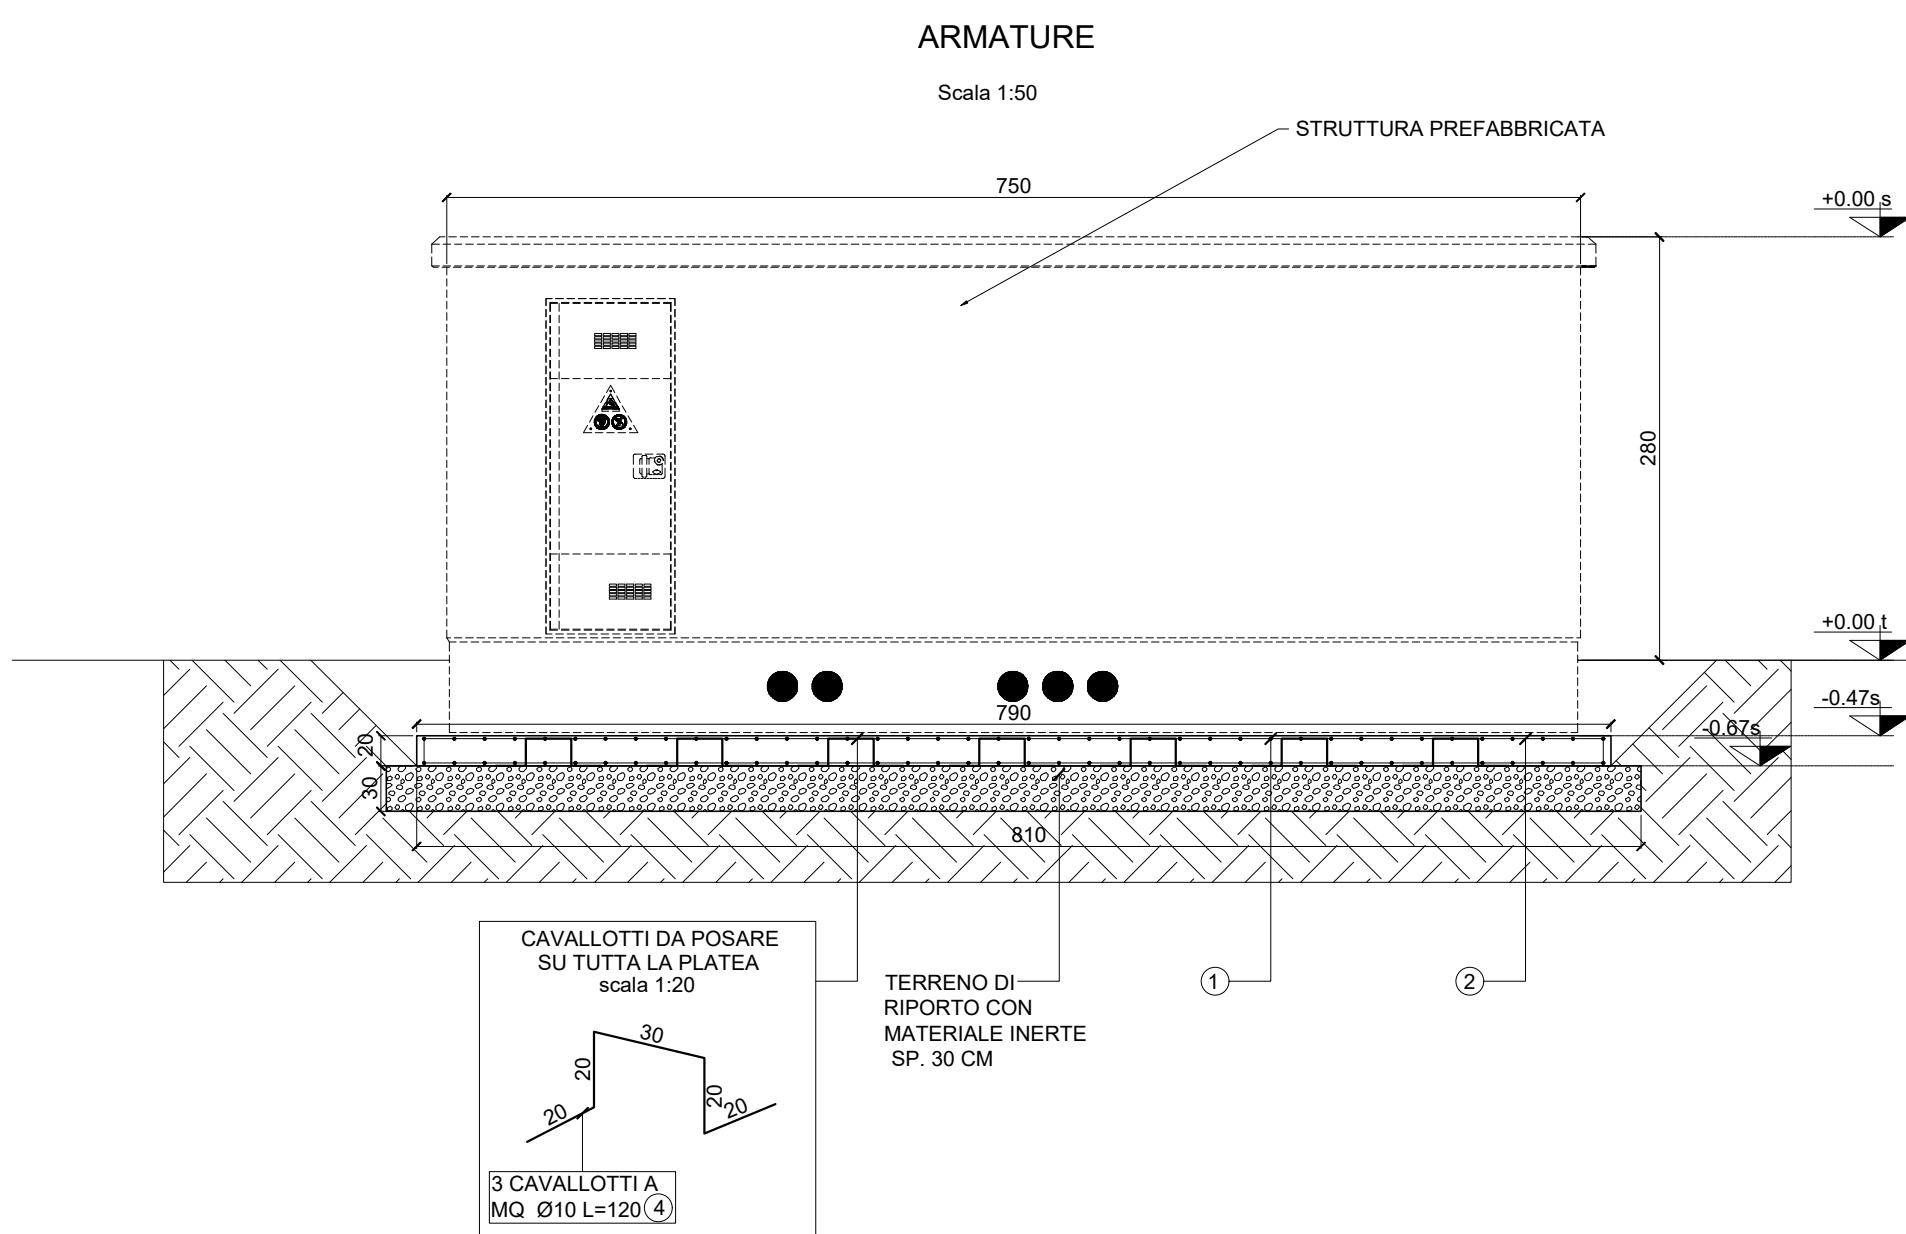 ARMATURE
Scala 1:50
STRUTTURA PREFABBRICATA
750
+0.00 s
280
+0.00 t
-0.47s
790
-0.67s
20
30
810
CAVALLOTTI DA POSARE
SU TUTTA LA PLATEA
scala 1:20
30
20
20
20
20
3 CAVALLOTTI A
MQ Ø10 L=120 4
TERRENO DI
RIPORTO CON
MATERIALE INERTE
SP. 30 CM
1
2